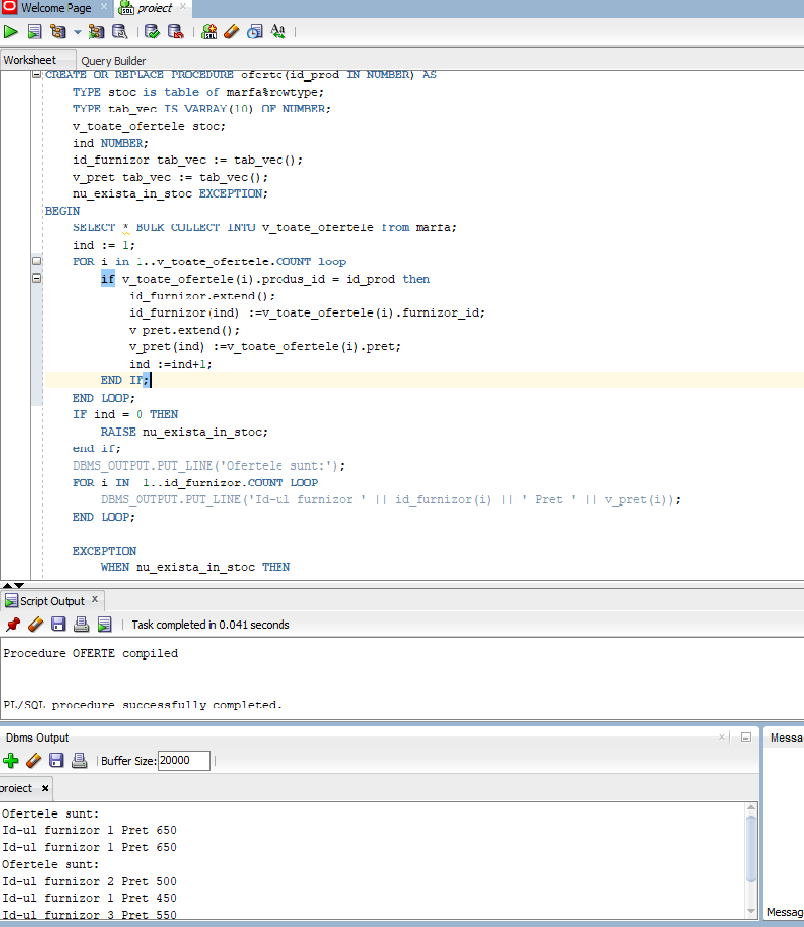 Welcome Page
proiect
Worksheet
Query Builder
CREATE OR REPLACE PROCEDURE oferte(id_prod IN NUMBER) AS
TYPE stoc is table of marfa%rowtype;
TYPE tab_vec IS VARRAY(10) OF NUMBER;
v_toate_ofertele stoc;
ind NUMBER;
id_furnizor tab_vec := tab_vec();
v_pret tab_vec := tab_vec();
nu_exista_in_stoc EXCEPTION;
BEGIN
SELECT * BULK COLLECT INTO v_toate_ofertele from marfa;
ind := 1;
FOR i in 1..v_toate_ofertele.COUNT loop
if v_toate_ofertele(i).produs_id = id_prod then
id_furnizor.extend();
id_furnizor(ind) :=v_toate_ofertele(i).furnizor_id;
v_pret.extend();
v_pret(ind) :=v_toate_ofertele(i).pret;
ind :=ind+1;
END IF;
END LOOP;
IF ind = 0 THEN
RAISE nu_exista_in_stoc;
end if;
DBMS_OUTPUT.PUT_LINE('Ofertele sunt:');
FOR i IN 1..id_furnizor.COUNT LOOP
DBMS_OUTPUT.PUT_LINE('Id-ul furnizor ' || id_furnizor(i) || ' Pret ' || v_pret(i));
END LOOP;
EXCEPTION
WHEN nu_exista_in_stoc THEN
Script Output
Task completed in 0.041 seconds
Procedure OFERTE compiled
PL/SQL procedure successfully completed.
Dbms Output
Messa
Buffer Size: 20000
proiect
Ofertele sunt:
Id-ul furnizor 1 Pret 650
Id-ul furnizor 1 Pret 650
Ofertele sunt:
Id-ul furnizor 2 Pret 500
Id-ul furnizor 1 Pret 450
Id-ul furnizor 3 Pret 550
Messag